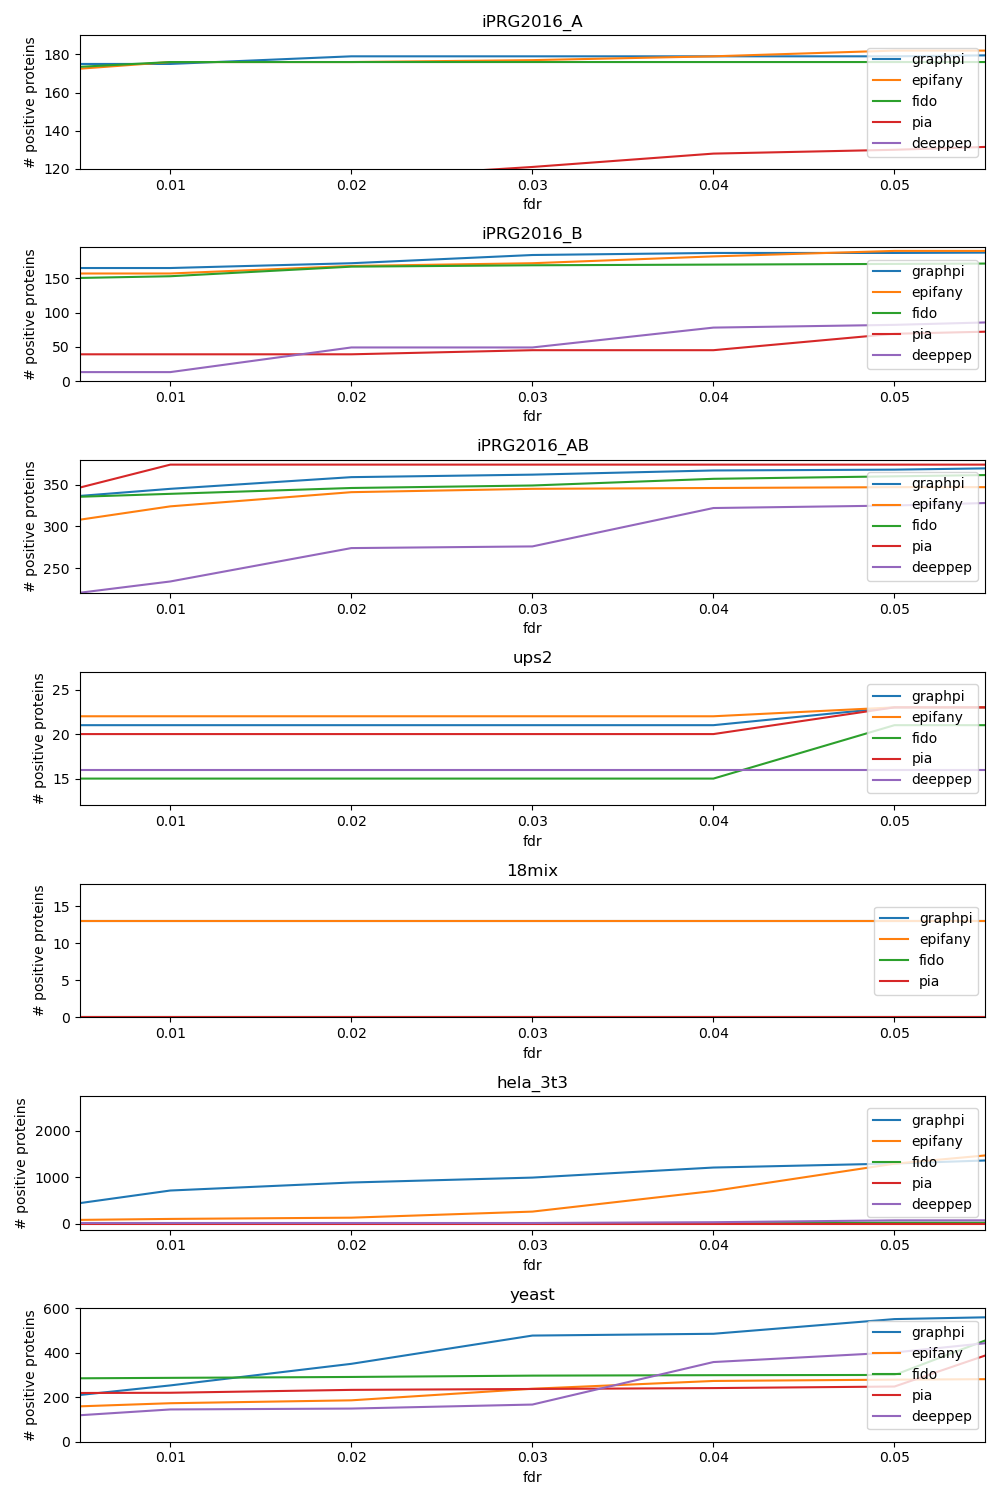 iPRG2016_A
# positive proteins
180
160
140
120
0.01 0.02 0.03 0.04 0.05
fdr
graphpi
epifany
fido
pia
deeppep
iPRG2016_B
# positive proteins
150
100
50
0
0.01 0.02 0.03 0.04 0.05
fdr
graphpi
epifany
fido
pia
deeppep
iPRG2016_AB
# positive proteins
350
300
250
0.01 0.02 0.03 0.04 0.05
fdr
graphpi
epifany
fido
pia
deeppep
ups2
# positive proteins
25
20
15
0.01 0.02 0.03 0.04 0.05
fdr
graphpi
epifany
fido
pia
deeppep
18mix
# positive proteins
15
10
5
0
0.01 0.02 0.03 0.04 0.05
fdr
graphpi
epifany
fido
pia
hela_3t3
# positive proteins
2000
1000
0
0.01 0.02 0.03 0.04 0.05
fdr
graphpi
epifany
fido
pia
deeppep
yeast
# positive proteins
600
400
200
0
0.01 0.02 0.03 0.04 0.05
fdr
graphpi
epifany
fido
pia
deeppep